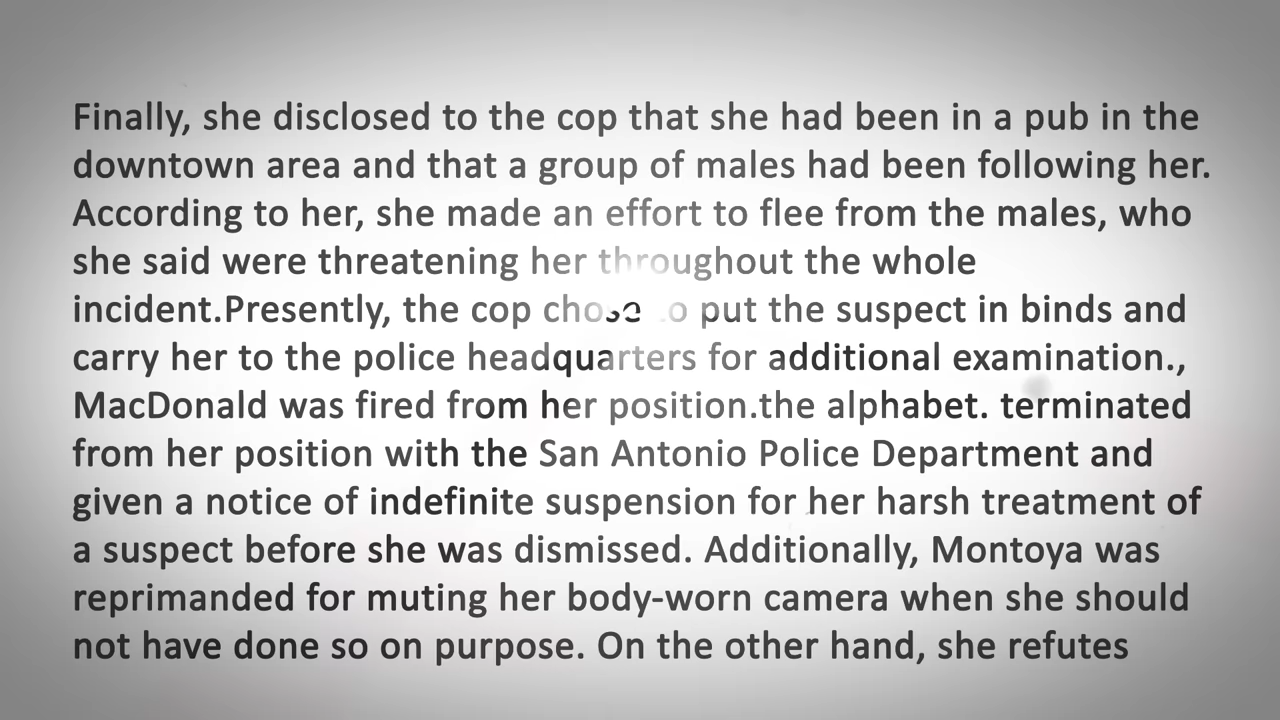 Finally, she disclosed to the cop that she had been in a pub in the
downtown area and that a group of males had been following her.
According to her, she made an effort to flee from the males, who
she said were threatening her throughout the whole
incident.Presently, the cop chose to put the suspect in binds and
carry her to the police headquarters for additional examination.,
MacDonald was fired from her position.the alphabet. terminated
from her position with the San Antonio Police Department and
given a notice of indefinite suspension for her harsh treatment of
a suspect before she was dismissed. Additionally, Montoya was
reprimanded for muting her body-worn camera when she should
not have done so on purpose. On the other hand, she refutes